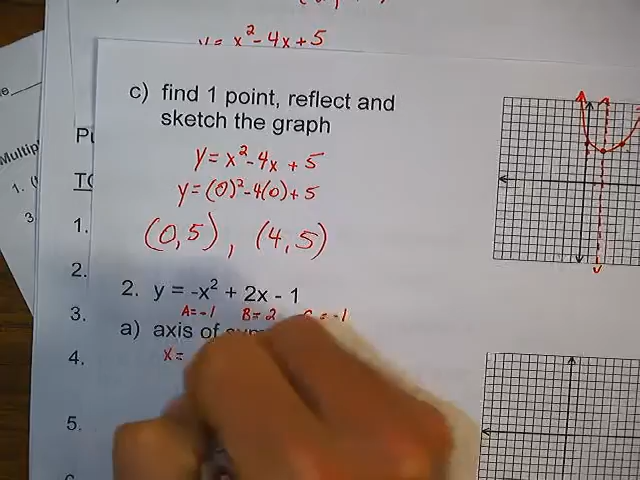 y = x² - 4x + 5
c) find 1 point, reflect and
sketch the graph
y = x² - 4x + 5
y = (0)² - 4(0) + 5
(0,5), (4,5)
2. y = -x² + 2x - 1
A = -1 B = 2 = -1
a) axis of
x =
Multip
1.
3
1.
2.
3.
4.
5.